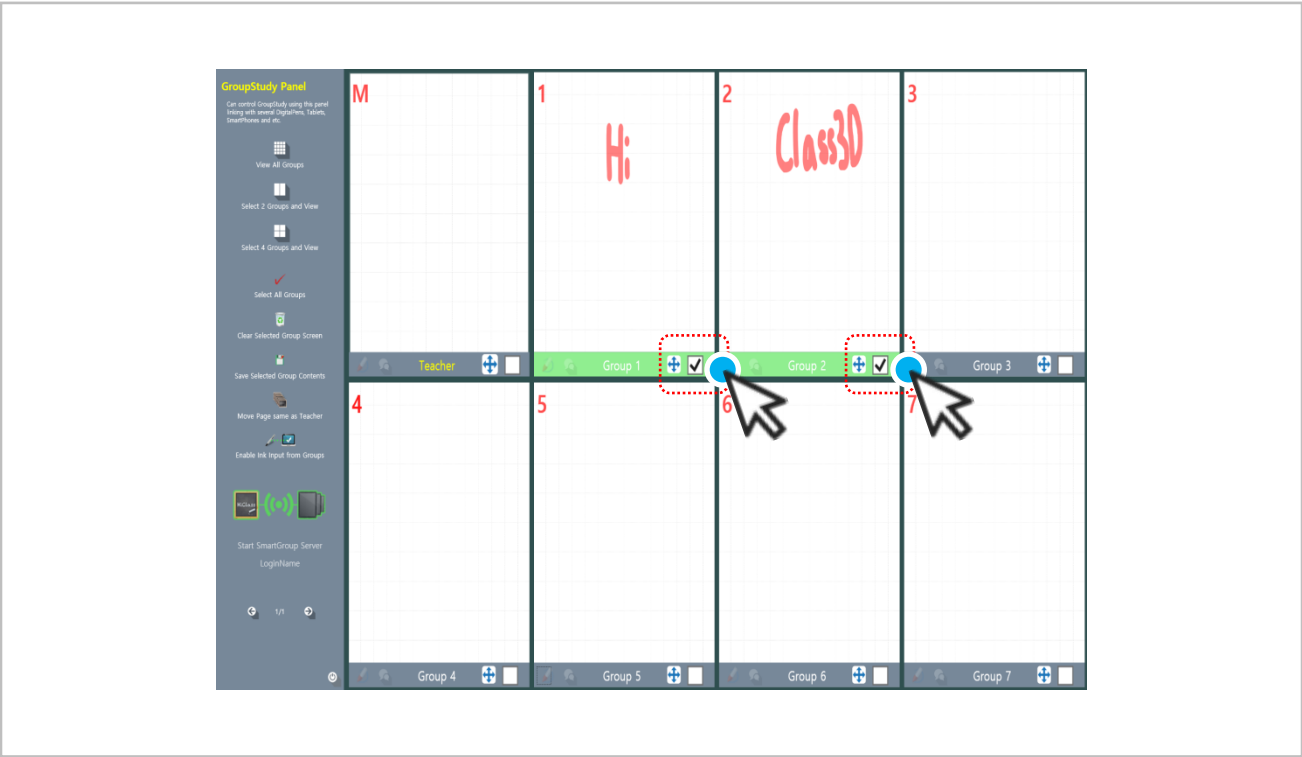 GroupStudy Panel
Can control GroupStudy using this panel
linking with several DigitalPens, Tablets,
SmartPhones and etc.
View All Groups
Select 2 Groups and View
Select 4 Groups and View
Select All Groups
Clear Selected Group Screen
Save Selected Group Contents
Move Page same as Teacher
Enable Ink Input from Groups
Start SmartGroup Server
LoginName
1/1
M
1
Hi
2
Class3D
3
Teacher
Group 1
Group 2
Group 3
4
5
6
7
Group 4
Group 5
Group 6
Group 7